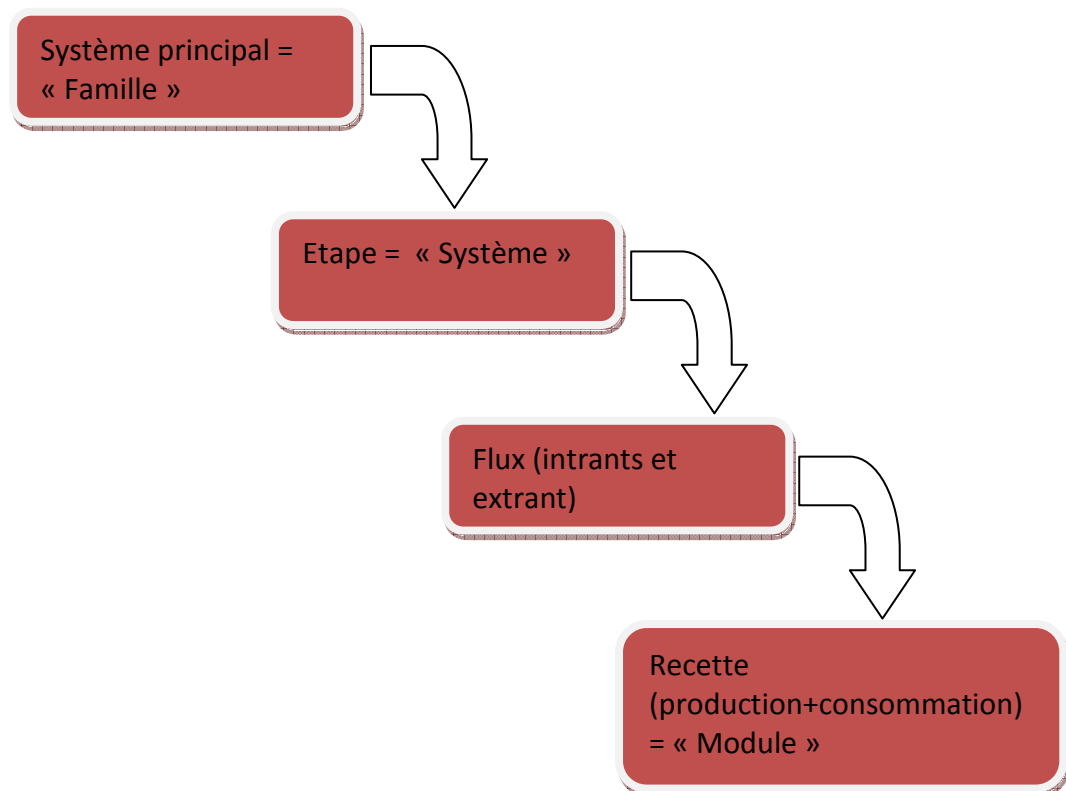 Système principal =
« Famille »
Etape = « Système »
Flux (intrants et
extrant)
Recette
(production+consommation)
= « Module »